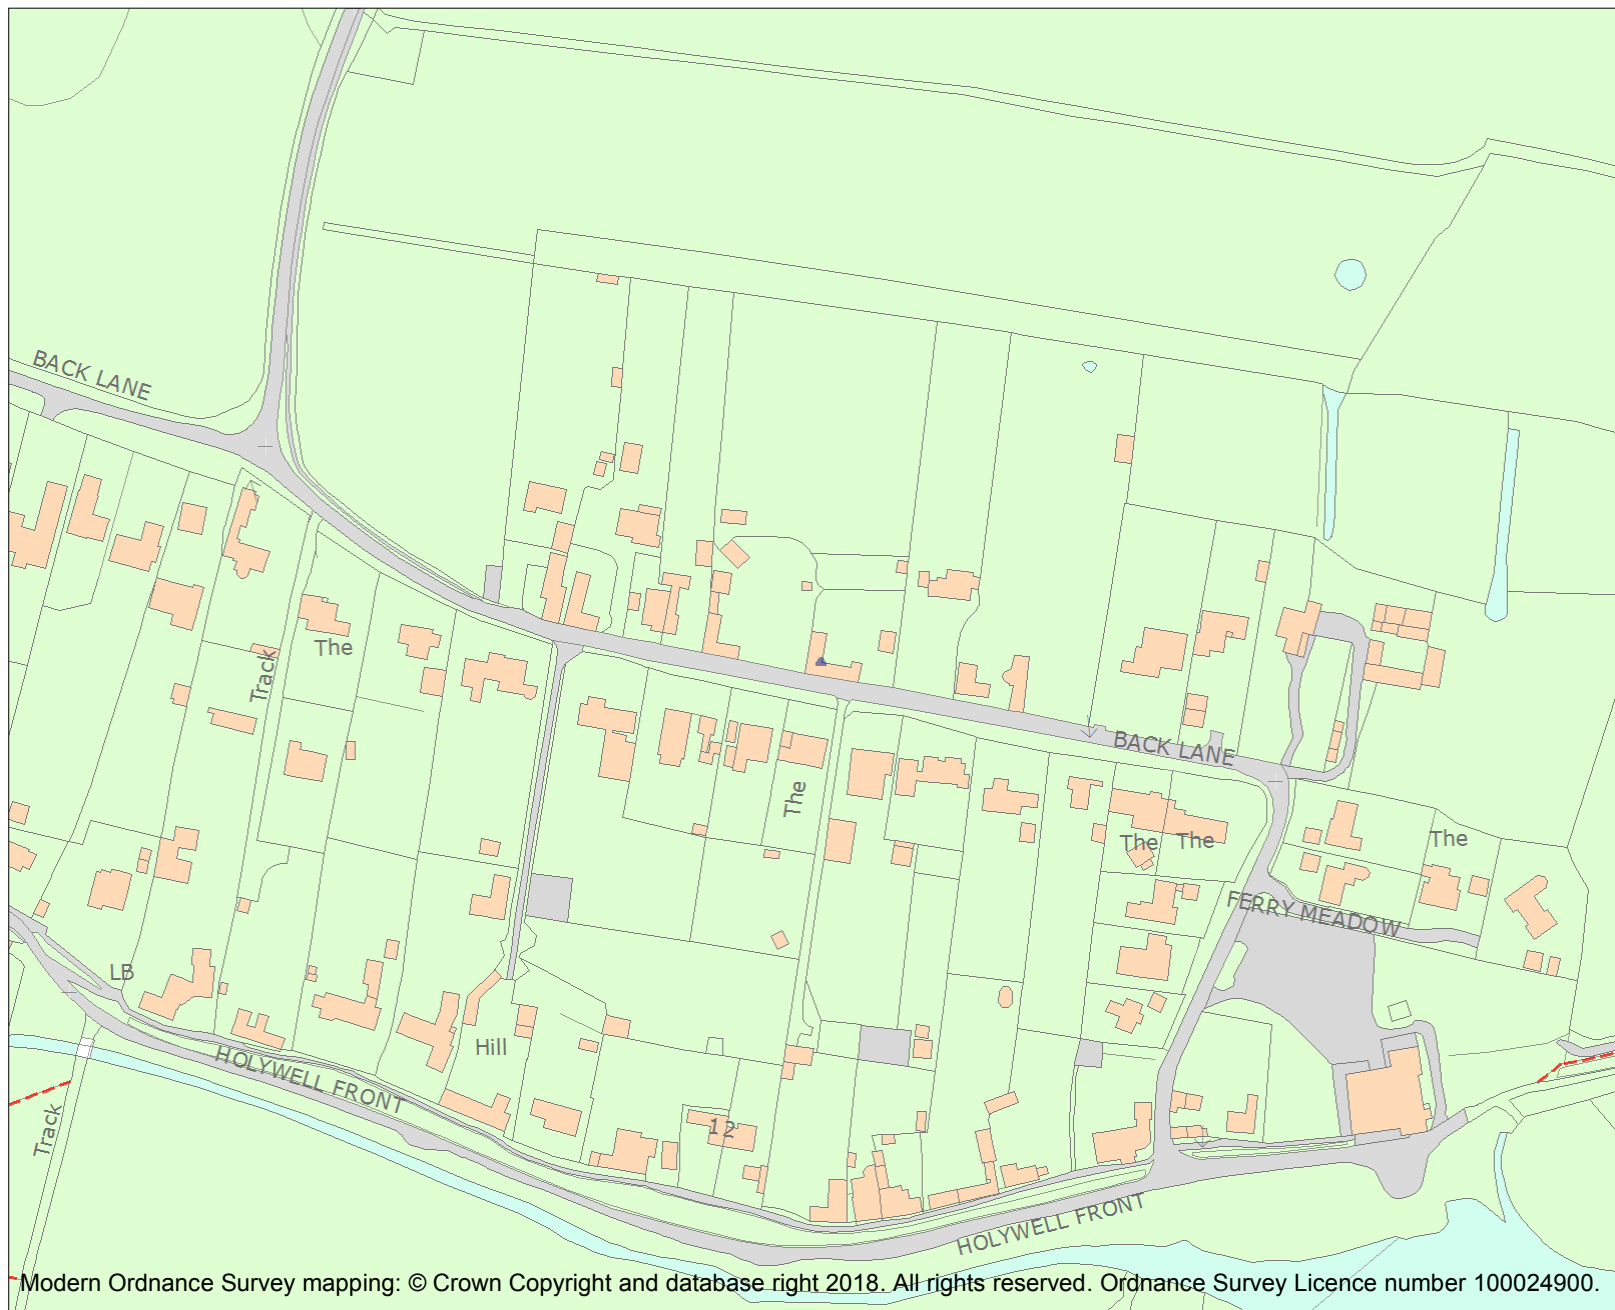 BACK LANE
The
Track
BACK LANE
The
The
The
The
FERRY MEADOW
LB
Hill
HOLYWELL FRONT
Track
12
HOLYWELL FRONT
Modern Ordnance Survey mapping: © Crown Copyright and database right 2018. All rights reserved. Ordnance Survey Licence number 100024900.